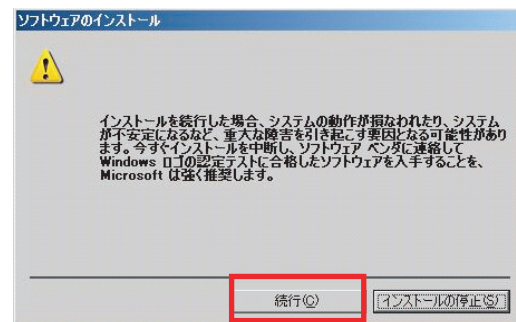 ソフトウェアのインストール
インストールを続行した場合、システムの動作が損なわれたり、システム
が不安定になるなど、重大な障害を引き起こす要因となる可能性があり
ます。今すぐインストールを中断し、ソフトウェア ベンダに連絡して
Windows ロゴの認定テストに合格したソフトウェアを入手することを、
Microsoft は強く推奨します。
続行(C)
インストールの停止(S)